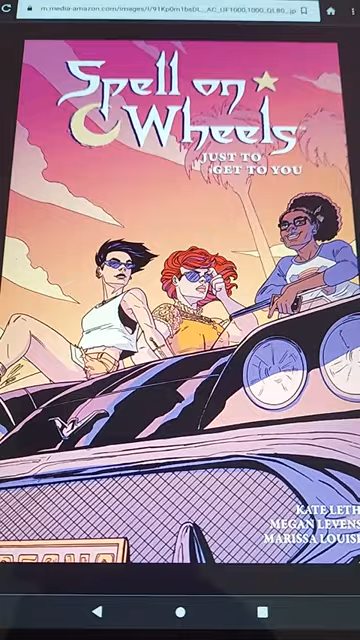 m.media-amazon.com/images/I/91Kp0m1bsDL._AC_UF1000,1000_QL80_.jp
Spell on
Wheels
JUST TO
GET TO YOU
KATE LETH
MEGAN LEVENS
MARISSA LOUISE